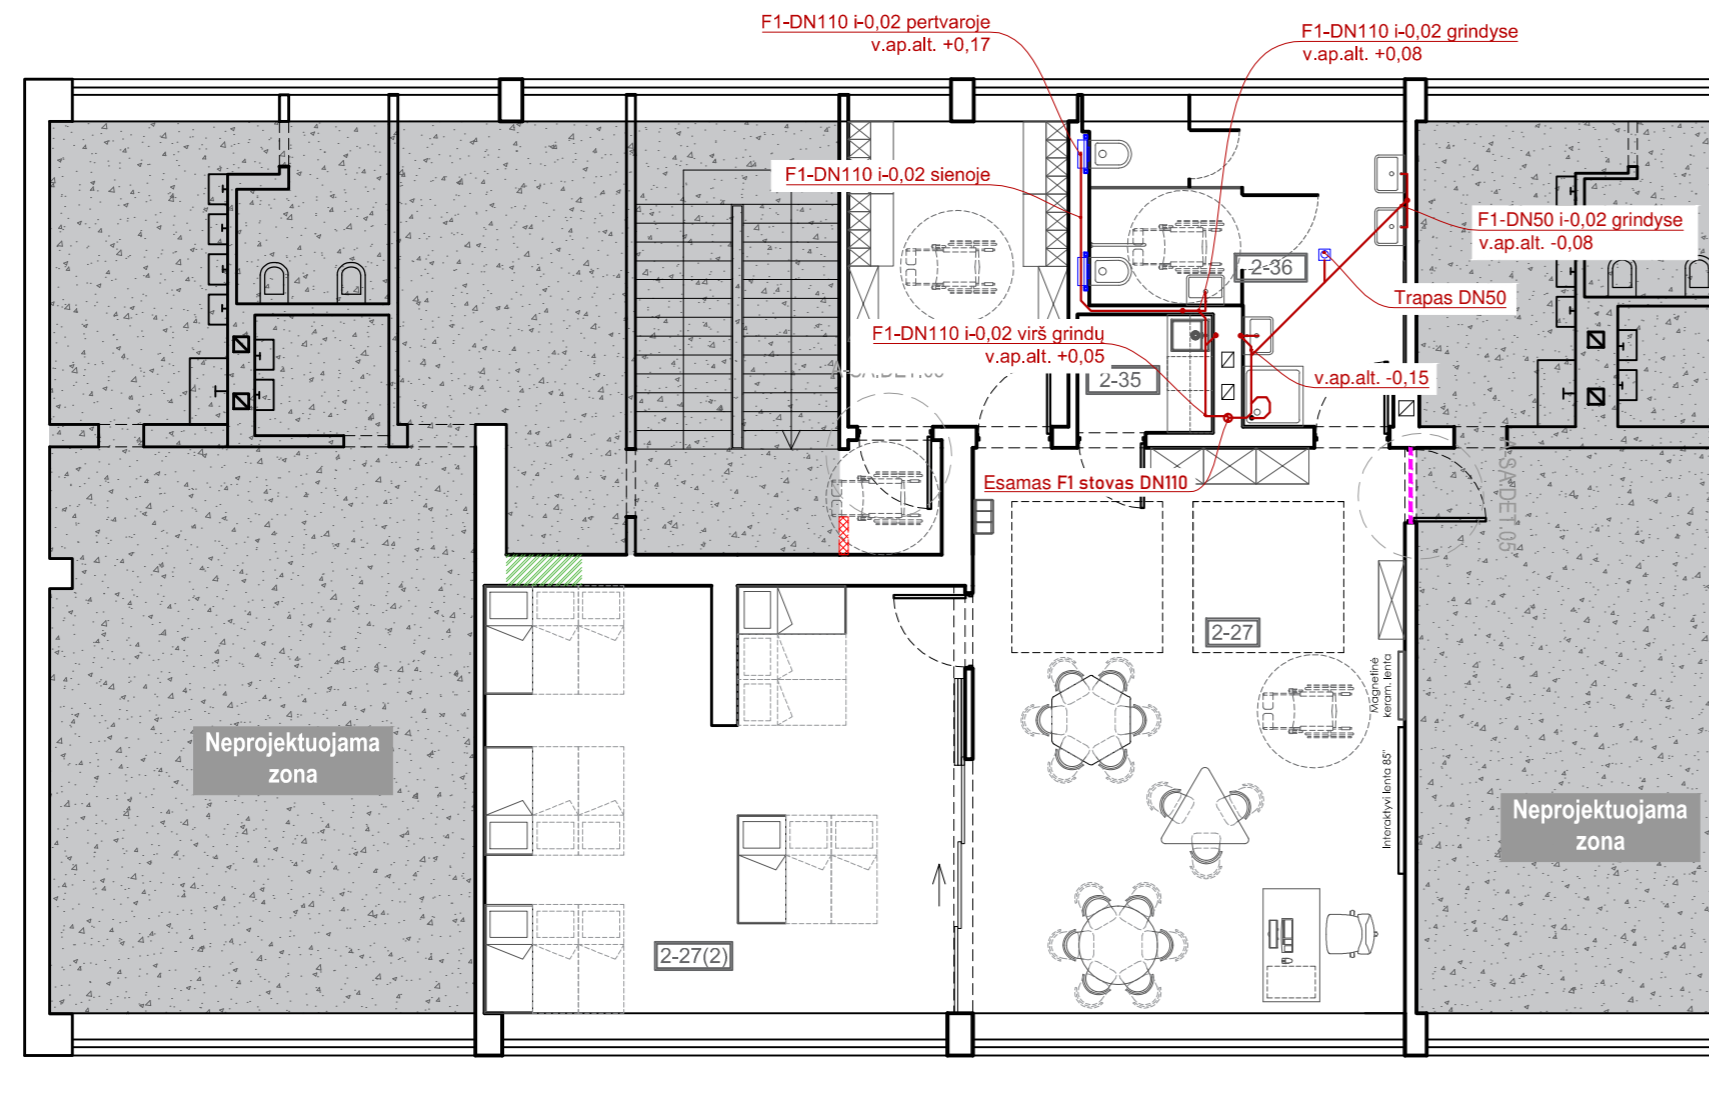 F1-DN110 i-0,02 pertvaroje
v.ap.alt. +0,17
F1-DN110 i-0,02 grindyse
v.ap.alt. +0,08
F1-DN110 i-0,02 sienoje
F1-DN50 i-0,02 grindyse
v.ap.alt. -0,08
2-36
Trapas DN50
F1-DN110 i-0,02 virš grindų
v.ap.alt. +0,05
2-35
v.ap.alt. -0,15
Esamas F1 stovas DN110
2-27
Magnetinė
keram. lenta
Interaktyvi lenta 85"
Neprojektuojama
zona
Neprojektuojama
zona
2-27(2)